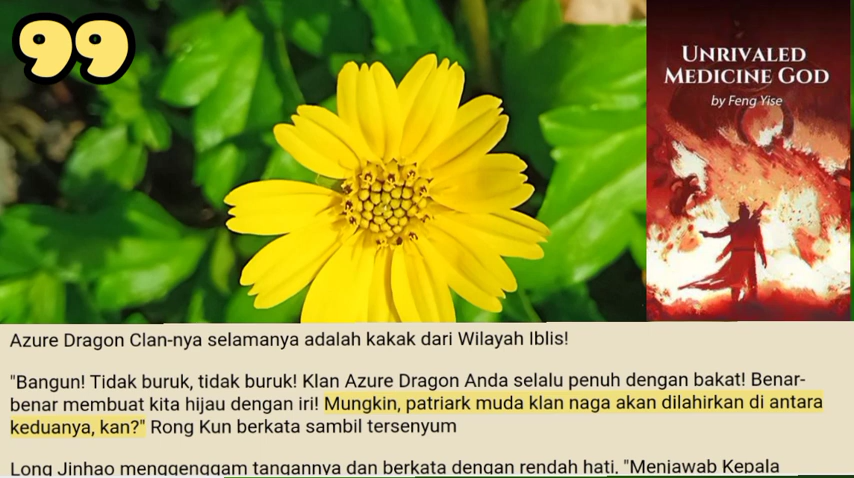 99
UNRIVALED
MEDICINE GOD
by Feng Yise
Azure Dragon Clan-nya selamanya adalah kakak dari Wilayah Iblis!
"Bangun! Tidak buruk, tidak buruk! Klan Azure Dragon Anda selalu penuh dengan bakat! Benar-
benar membuat kita hijau dengan iri! Mungkin, patriark muda klan naga akan dilahirkan di antara
keduanya, kan?" Rong Kun berkata sambil tersenyum
Long Jinhao menggenggam tangannya dan berkata dengan rendah hati, "Menjawab Kepala